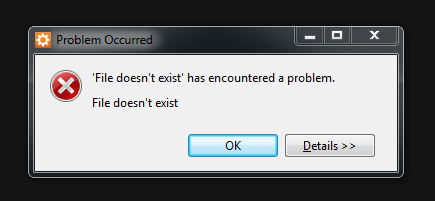 Problem Occurred
'File doesn't exist' has encountered a problem.
File doesn't exist
OK
Details >>